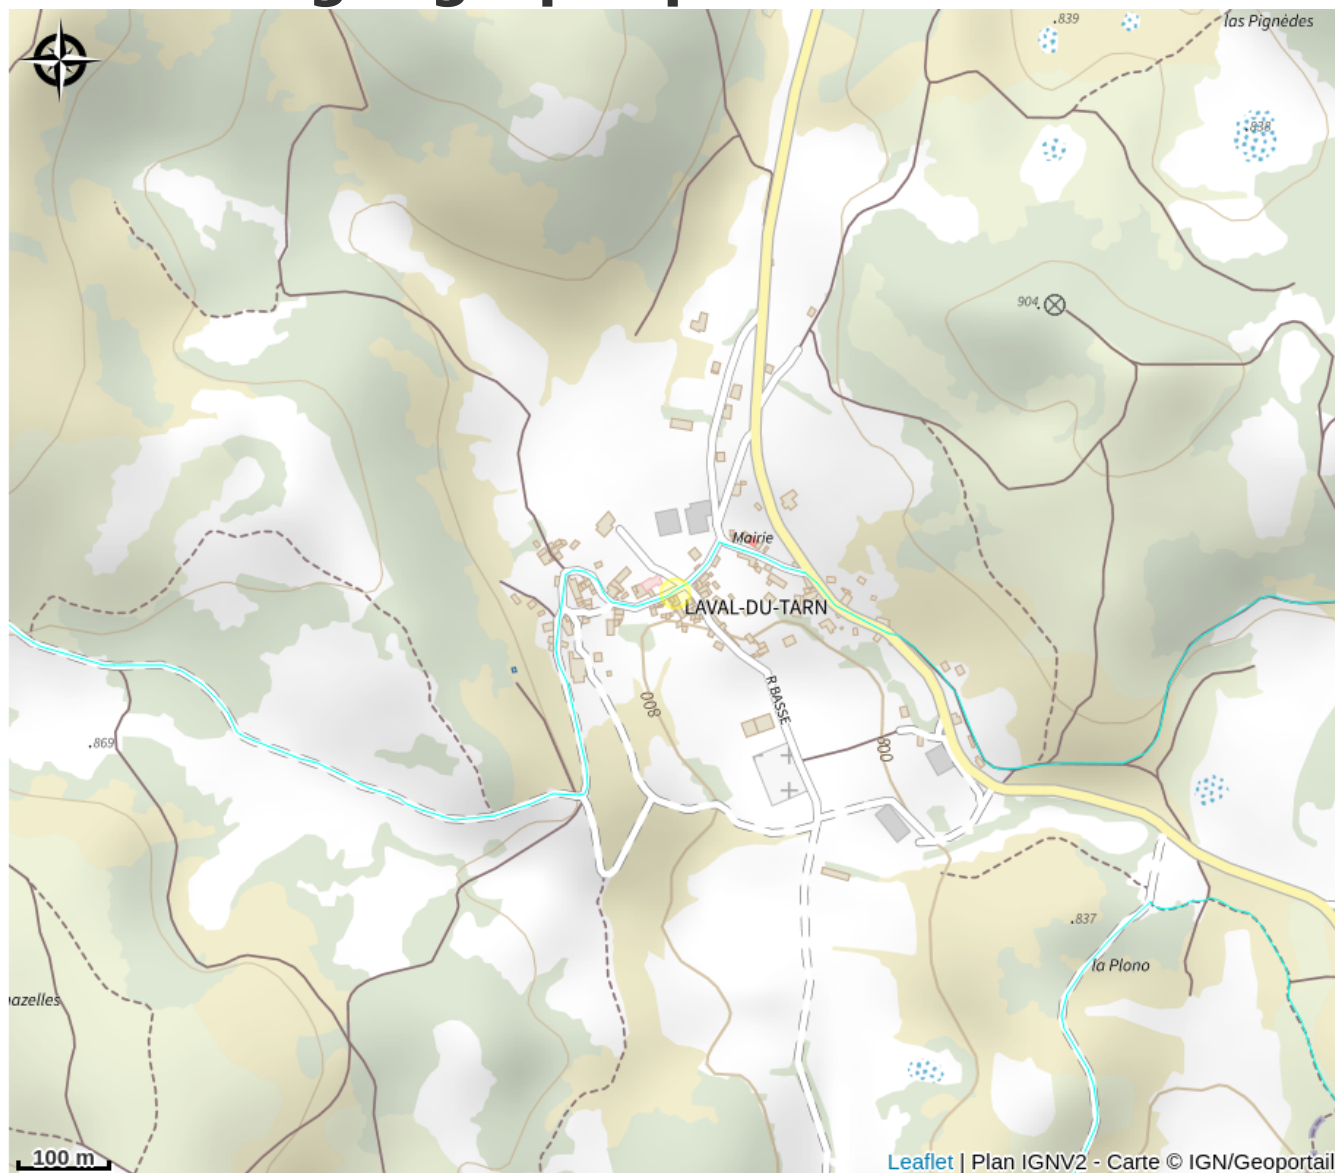 las Pignèdes
839
838
904
Mairie
LAVAL-DU-TARN
R BASSE
800
800
869
837
la Plono
azelles
100 m
Leaflet | Plan IGNV2 - Carte © IGN/Geoportail